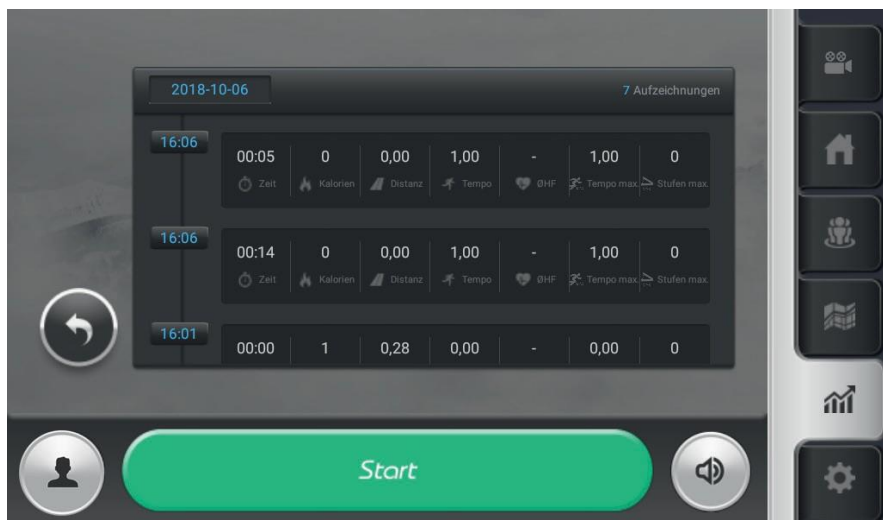 2018-10-06 7 Aufzeichnungen
16:06
00:05 0 0,00 1,00 - 1,00 0
Zeit Kalorien Distanz Tempo ØHF Tempo max. Stufen max.
16:06
00:14 0 0,00 1,00 - 1,00 0
Zeit Kalorien Distanz Tempo ØHF Tempo max. Stufen max.
16:01
00:00 1 0,28 0,00 - 0,00 0
Start